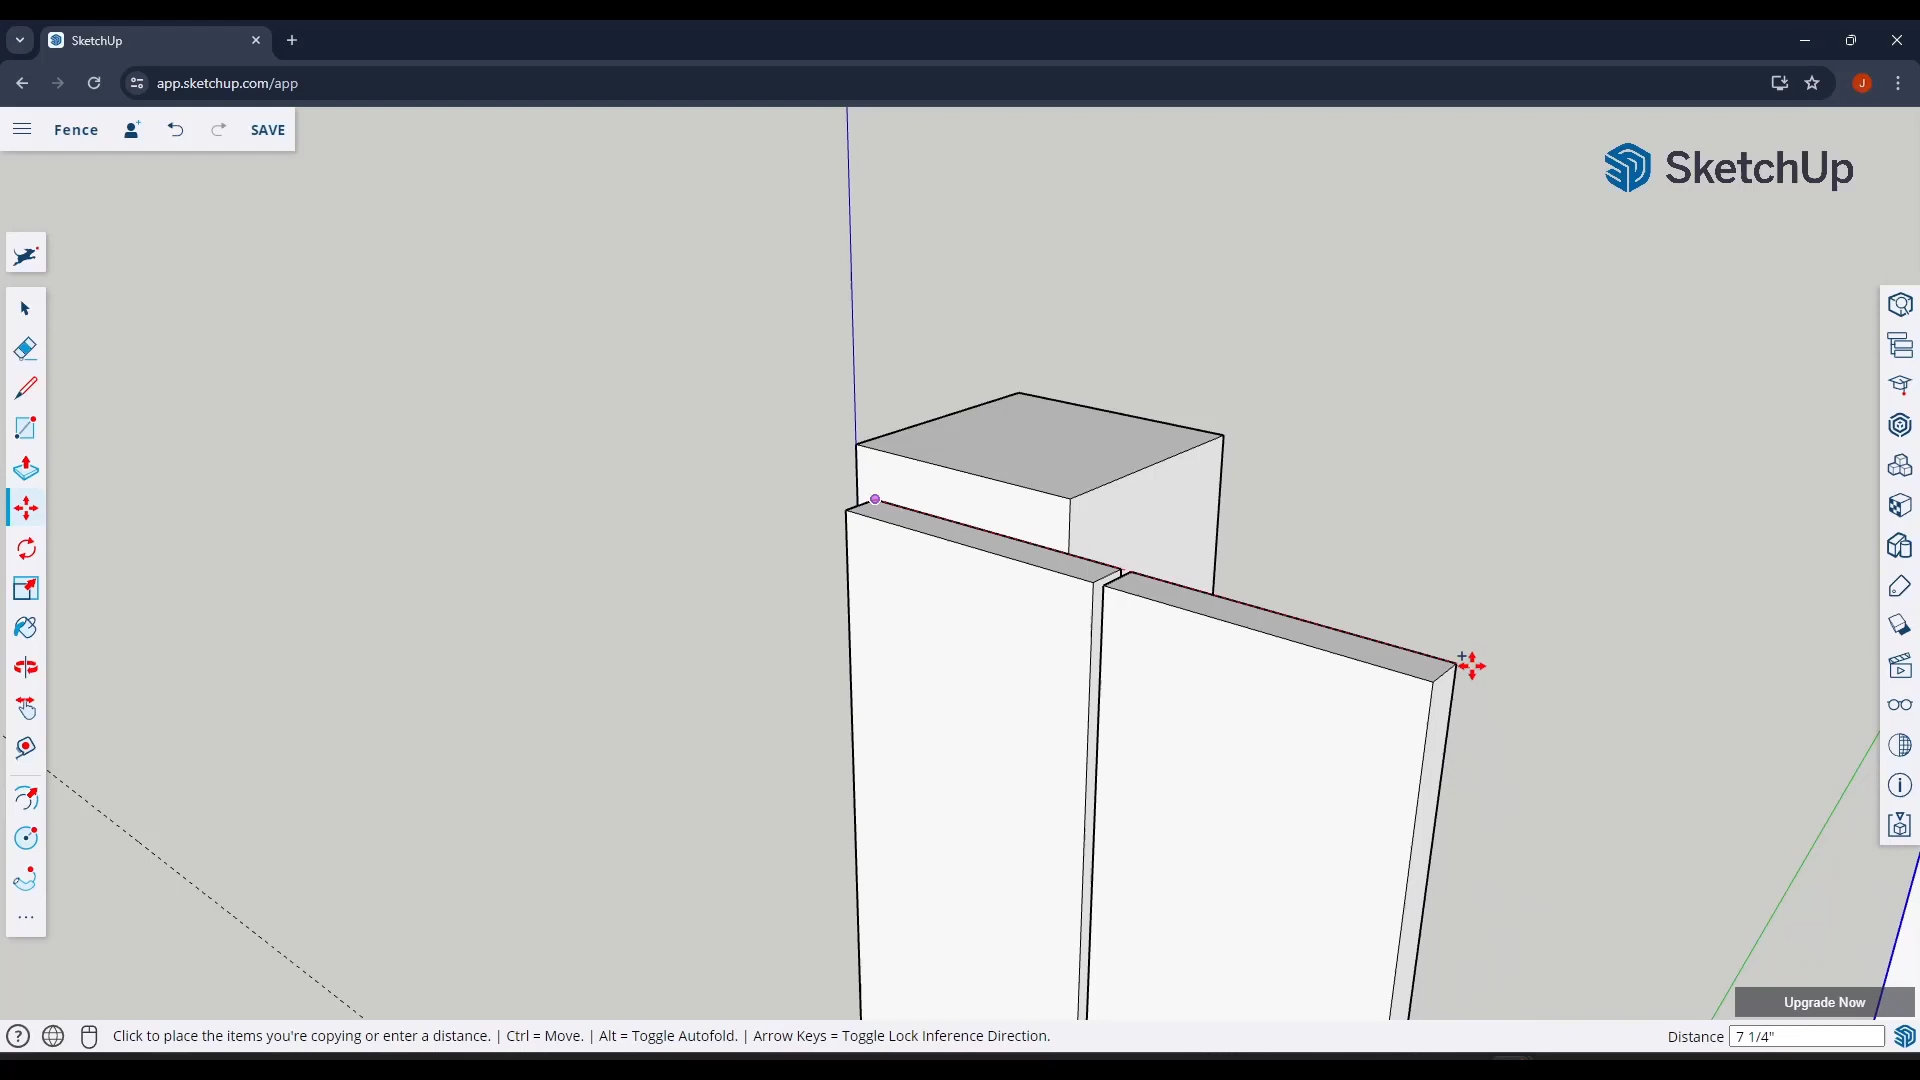 SketchUp
app.sketchup.com/app
J
Fence
SAVE
SketchUp
Upgrade Now
Click to place the items you're copying or enter a distance. | Ctrl = Move. | Alt = Toggle Autofold. | Arrow Keys = Toggle Lock Inference Direction.
Distance 7 1/4"